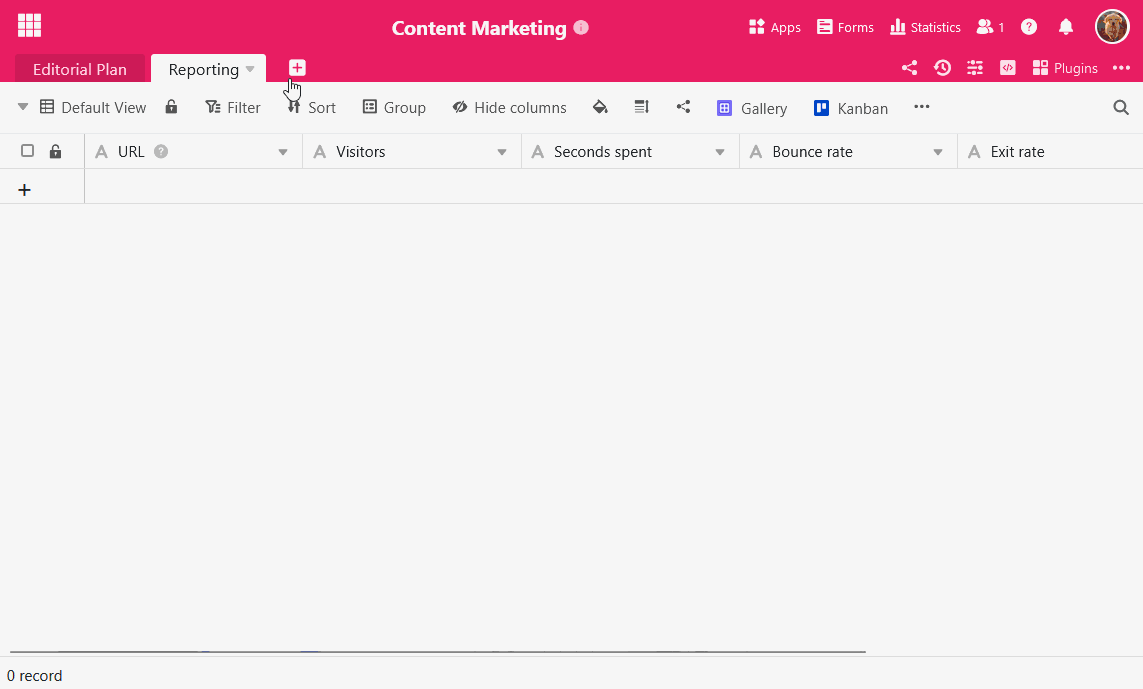 Content Marketing
Apps Forms Statistics 1
Editorial Plan Reporting Plugins
Default View Filter Sort Group Hide columns Gallery Kanban
URL Visitors Seconds spent Bounce rate Exit rate
0 record